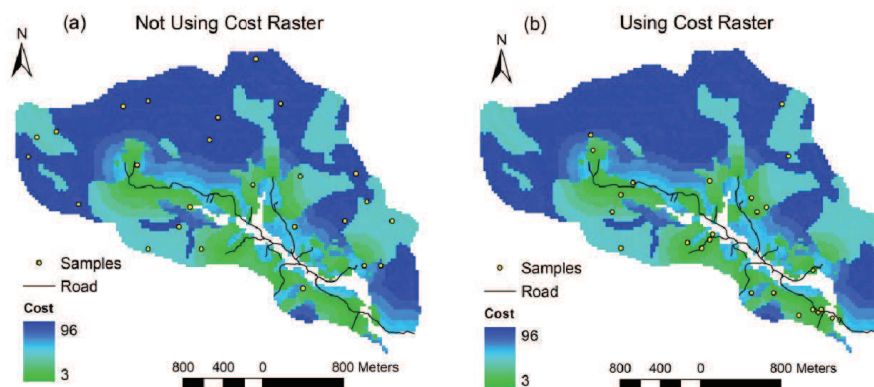 (a) Not Using Cost Raster
N
Samples
Road
Cost
96
3
800 400 0 800 Meters
(b) Using Cost Raster
N
Samples
Road
Cost
96
3
800 400 0 800 Meters